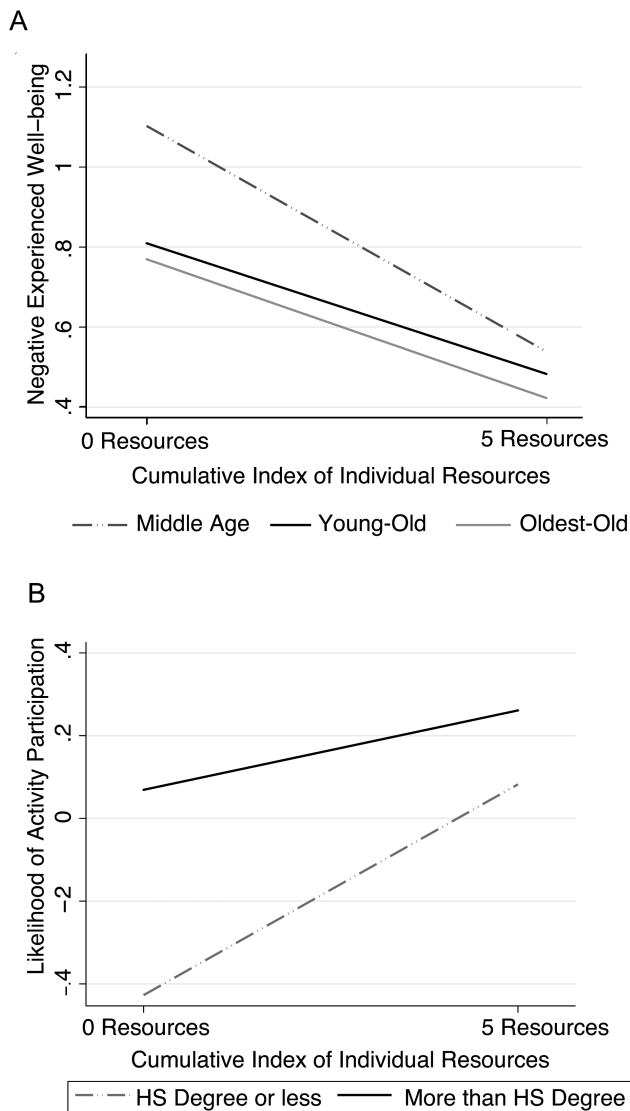 A
Negative Experienced Well–being
1.2
1
.8
.6
.4
0 Resources 5 Resources
Cumulative Index of Individual Resources
Middle Age Young-Old Oldest-Old
B
Likelihood of Activity Participation
.4
.2
0
-.2
-.4
0 Resources 5 Resources
Cumulative Index of Individual Resources
HS Degree or less More than HS Degree